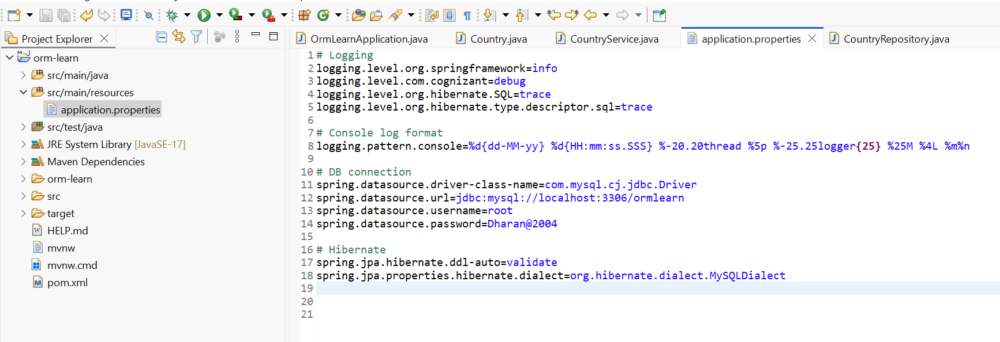 Project Explorer
orm-learn
src/main/java
src/main/resources
application.properties
src/test/java
JRE System Library [JavaSE-17]
Maven Dependencies
orm-learn
src
target
HELP.md
mvnw
mvnw.cmd
pom.xml
OrmLearnApplication.java
Country.java
CountryService.java
application.properties
CountryRepository.java
1 # Logging
2 logging.level.org.springframework=info
3 logging.level.com.cognizant=debug
4 logging.level.org.hibernate.SQL=trace
5 logging.level.org.hibernate.type.descriptor.sql=trace
6
7 # Console log format
8 logging.pattern.console=%d{dd-MM-yy} %d{HH:mm:ss.SSS} %-20.20thread %5p %-25.25logger{25} %25M %4L %m%n
9
10 # DB connection
11 spring.datasource.driver-class-name=com.mysql.cj.jdbc.Driver
12 spring.datasource.url=jdbc:mysql://localhost:3306/ormlearn
13 spring.datasource.username=root
14 spring.datasource.password=Dharan@2004
15
16 # Hibernate
17 spring.jpa.hibernate.ddl-auto=validate
18 spring.jpa.properties.hibernate.dialect=org.hibernate.dialect.MySQLDialect
19
20
21